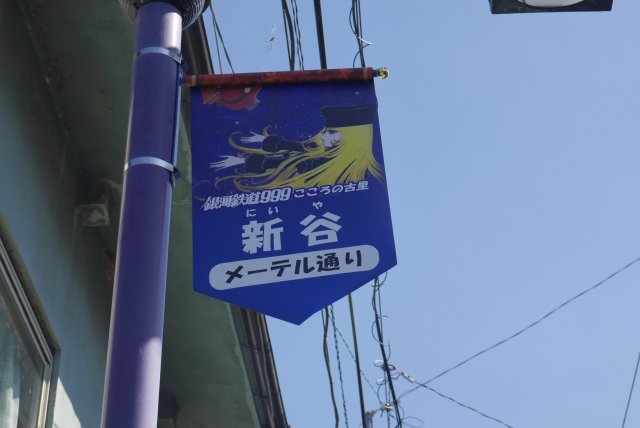 銀河鉄道999こころの古里
にいや
新谷
メーテル通り